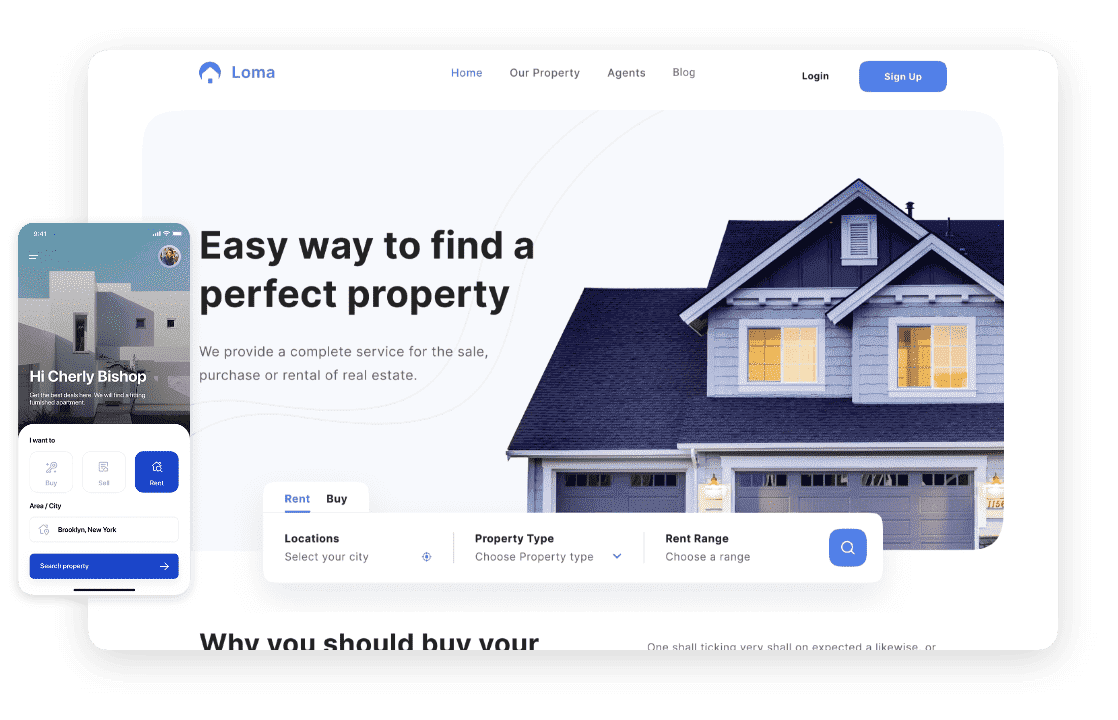 Loma
Home Our Property Agents Blog
Login Sign Up
Easy way to find a
perfect property
We provide a complete service for the sale,
purchase or rental of real estate.
Rent Buy
Locations Property Type Rent Range
Select your city Choose Property type Choose a range
Why you should buy your
One shall ticking very shall on expected a likewise, or
9:41
Hi Cherly Bishop
Get the best deals here. We will find a fitting
furnished apartment.
I want to
Buy Sell Rent
Area / City
Brooklyn, New York
Search property